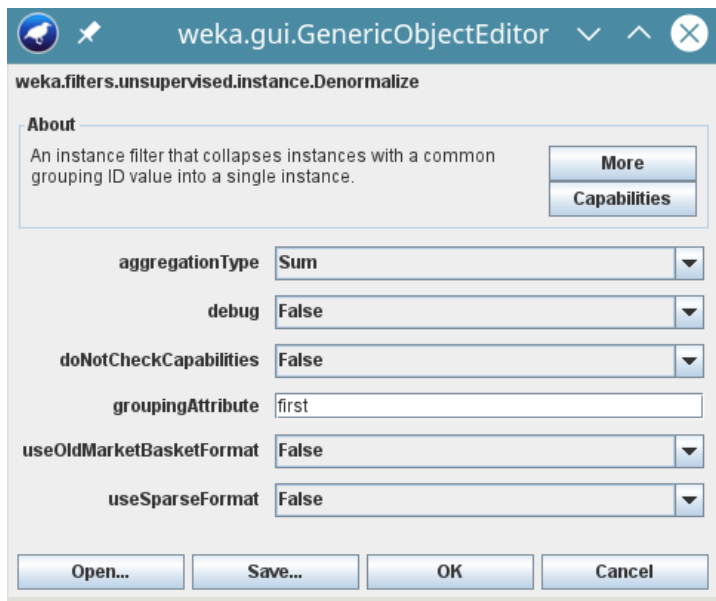 weka.gui.GenericObjectEditor
weka.filters.unsupervised.instance.Denormalize
About
An instance filter that collapses instances with a common
grouping ID value into a single instance.
More
Capabilities
aggregationType Sum
debug False
doNotCheckCapabilities False
groupingAttribute first
useOldMarketBasketFormat False
useSparseFormat False
Open... Save... OK Cancel